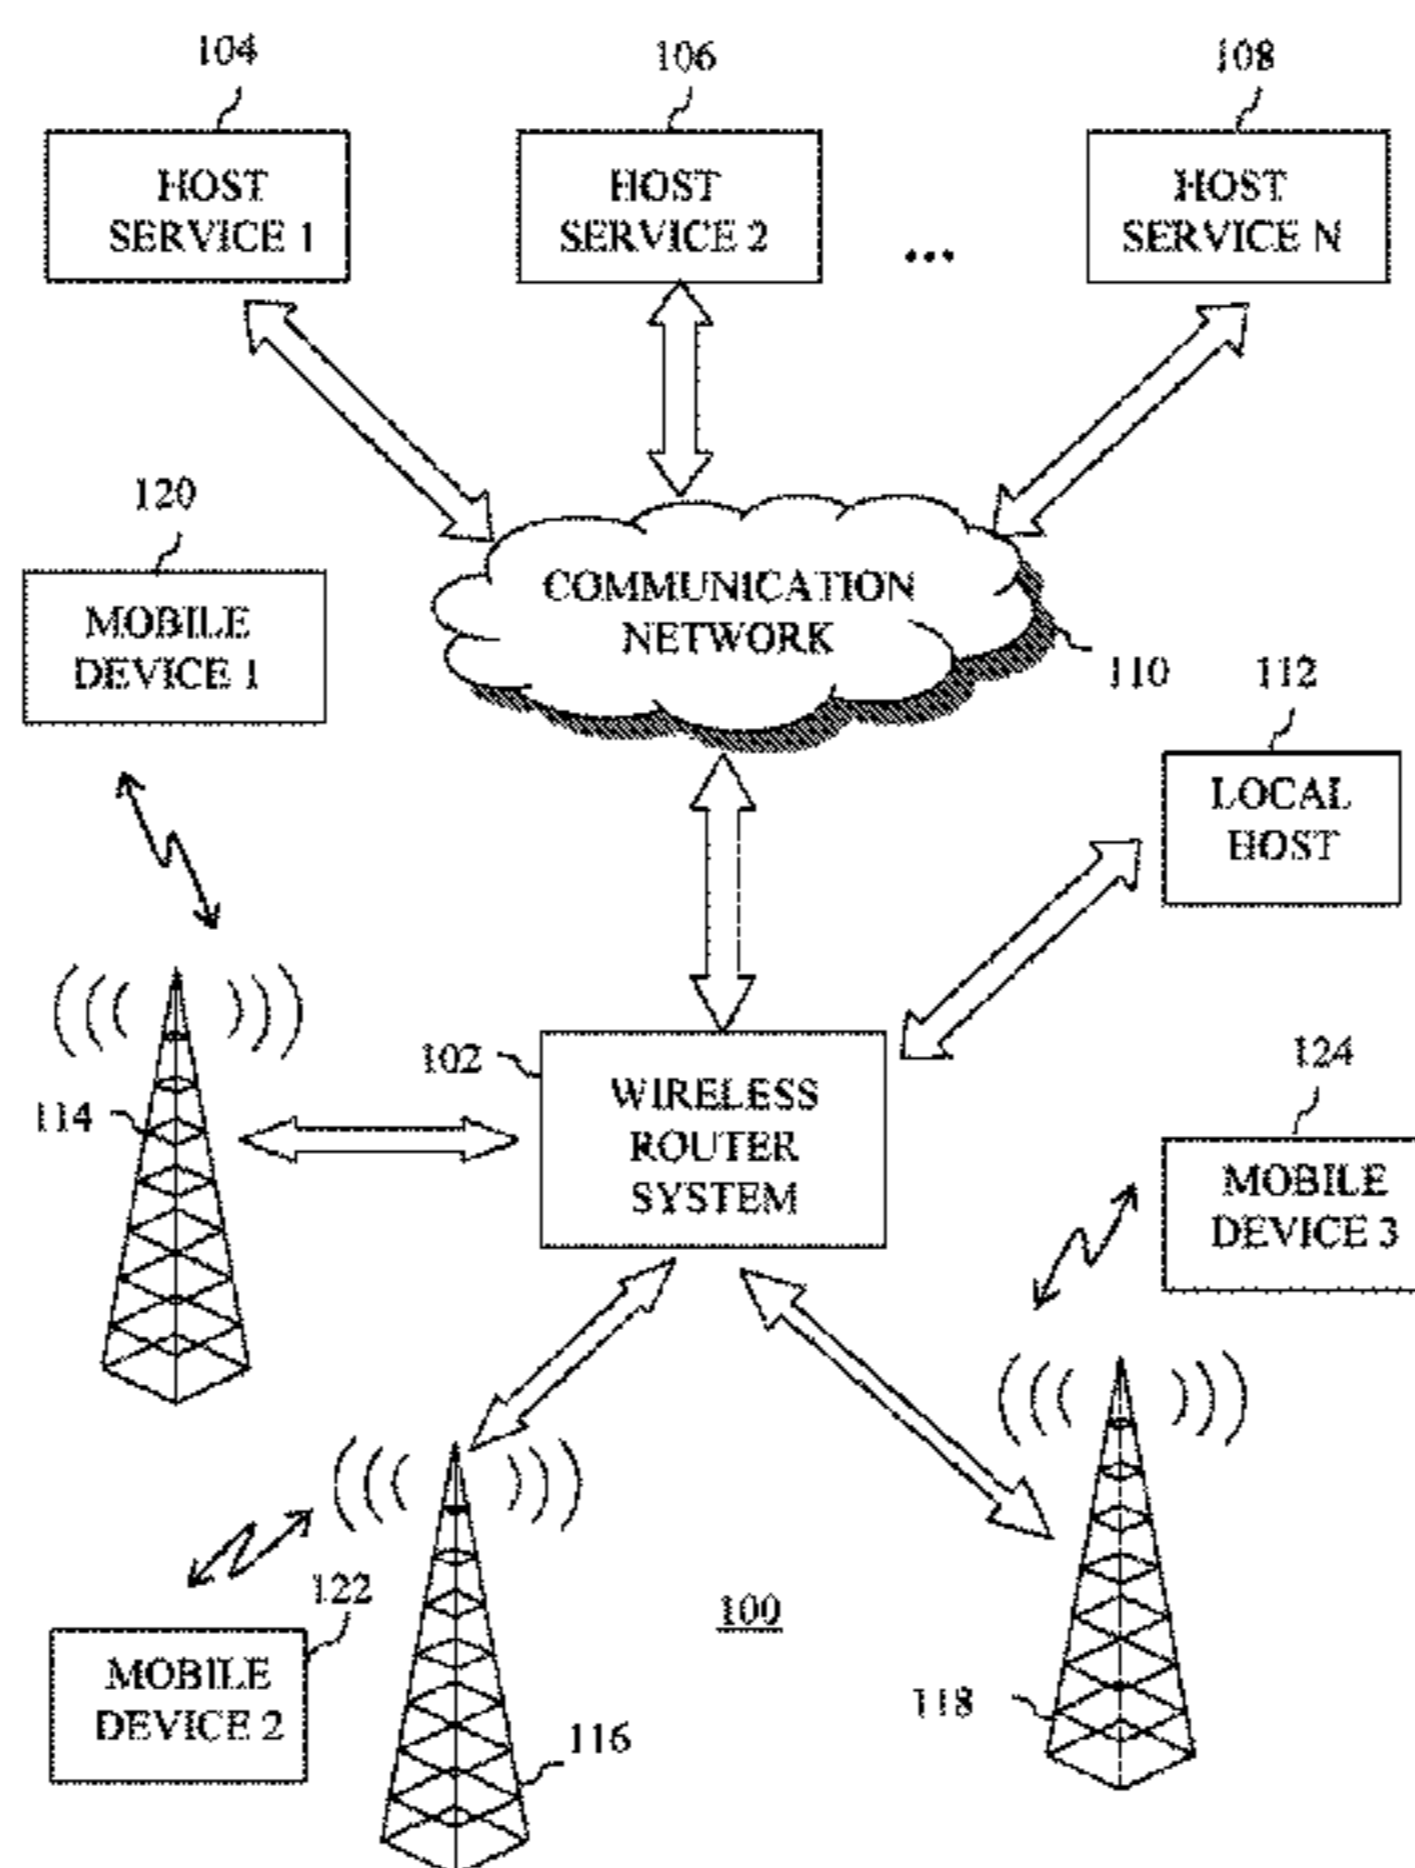 104
106
108
HOST
SERVICE 1
HOST
SERVICE 2
...
HOST
SERVICE N
120
MOBILE
DEVICE 1
COMMUNICATION
NETWORK
110
112
LOCAL
HOST
102
WIRELESS
ROUTER
SYSTEM
114
124
MOBILE
DEVICE 3
122
MOBILE
DEVICE 2
100
116
118